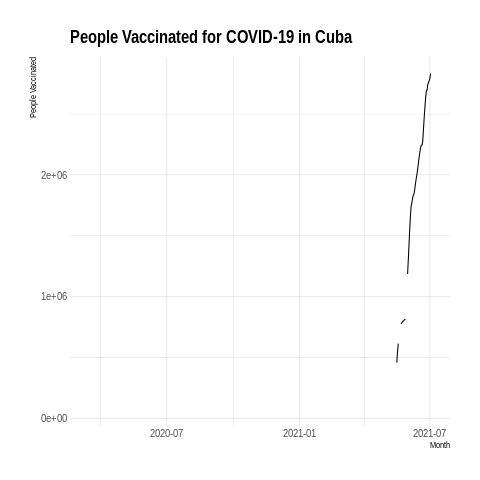 People Vaccinated for COVID-19 in Cuba
People Vaccinated
2e+06
1e+06
0e+00
2020-07
2021-01
2021-07
Month